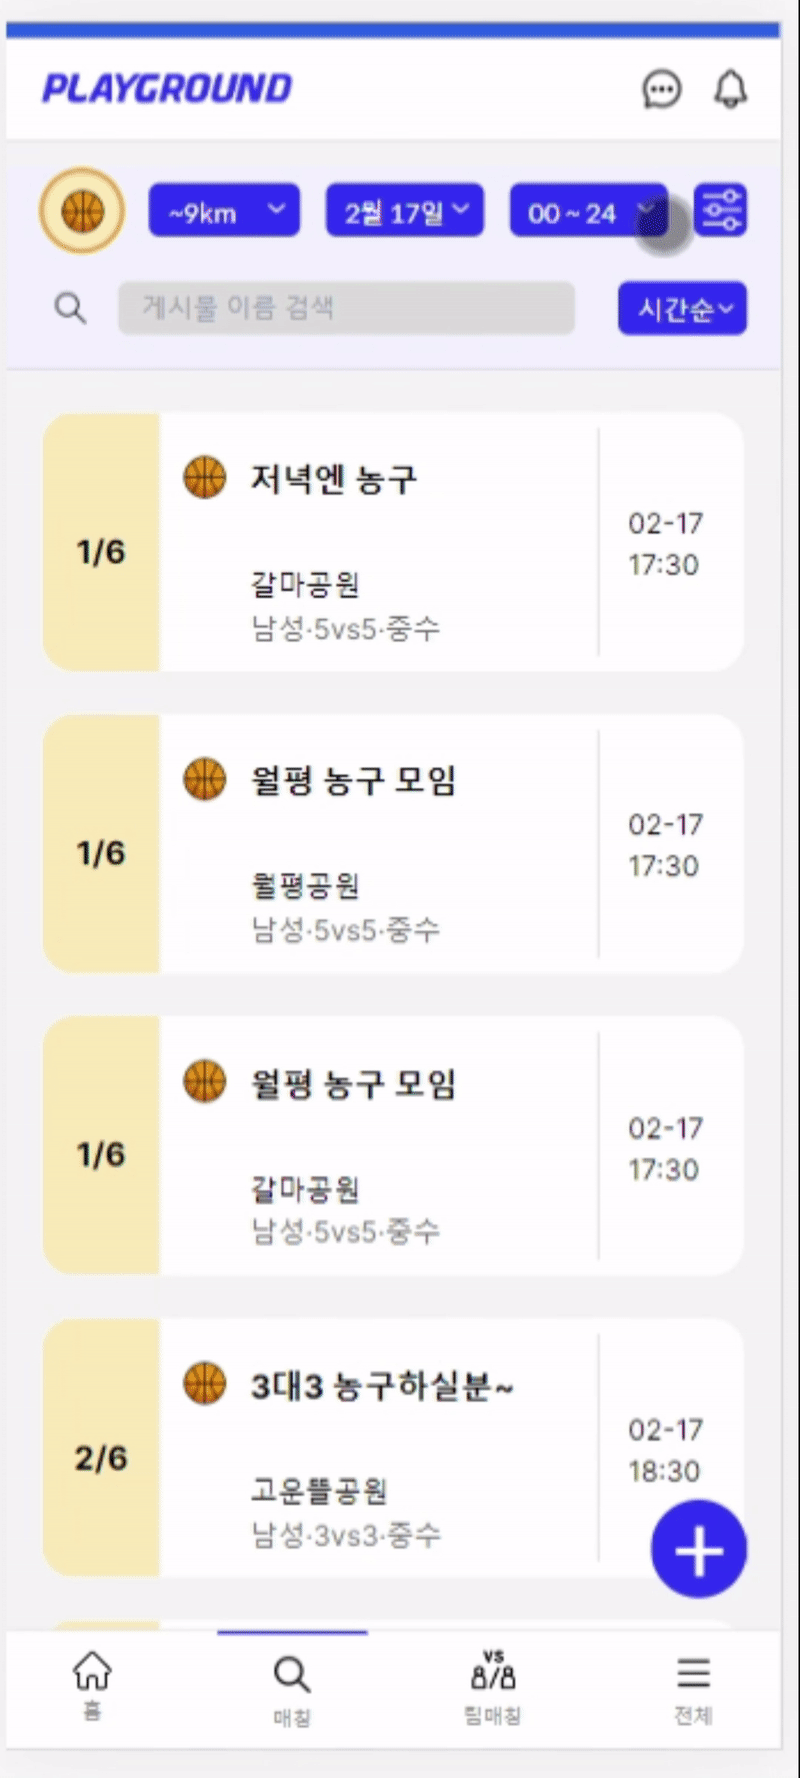 PLAYGROUND
~9km 2월 17일 00 ~ 24
게시물 이름 검색 시간순
1/6
저녁엔 농구
갈마공원
남성·5vs5·중수
02-17
17:30
1/6
월평 농구 모임
월평공원
남성·5vs5·중수
02-17
17:30
1/6
월평 농구 모임
갈마공원
남성·5vs5·중수
02-17
17:30
2/6
3대3 농구하실분~
고운뜰공원
남성·3vs3·중수
02-17
18:30
vs
홈 매칭 팀매칭 전체